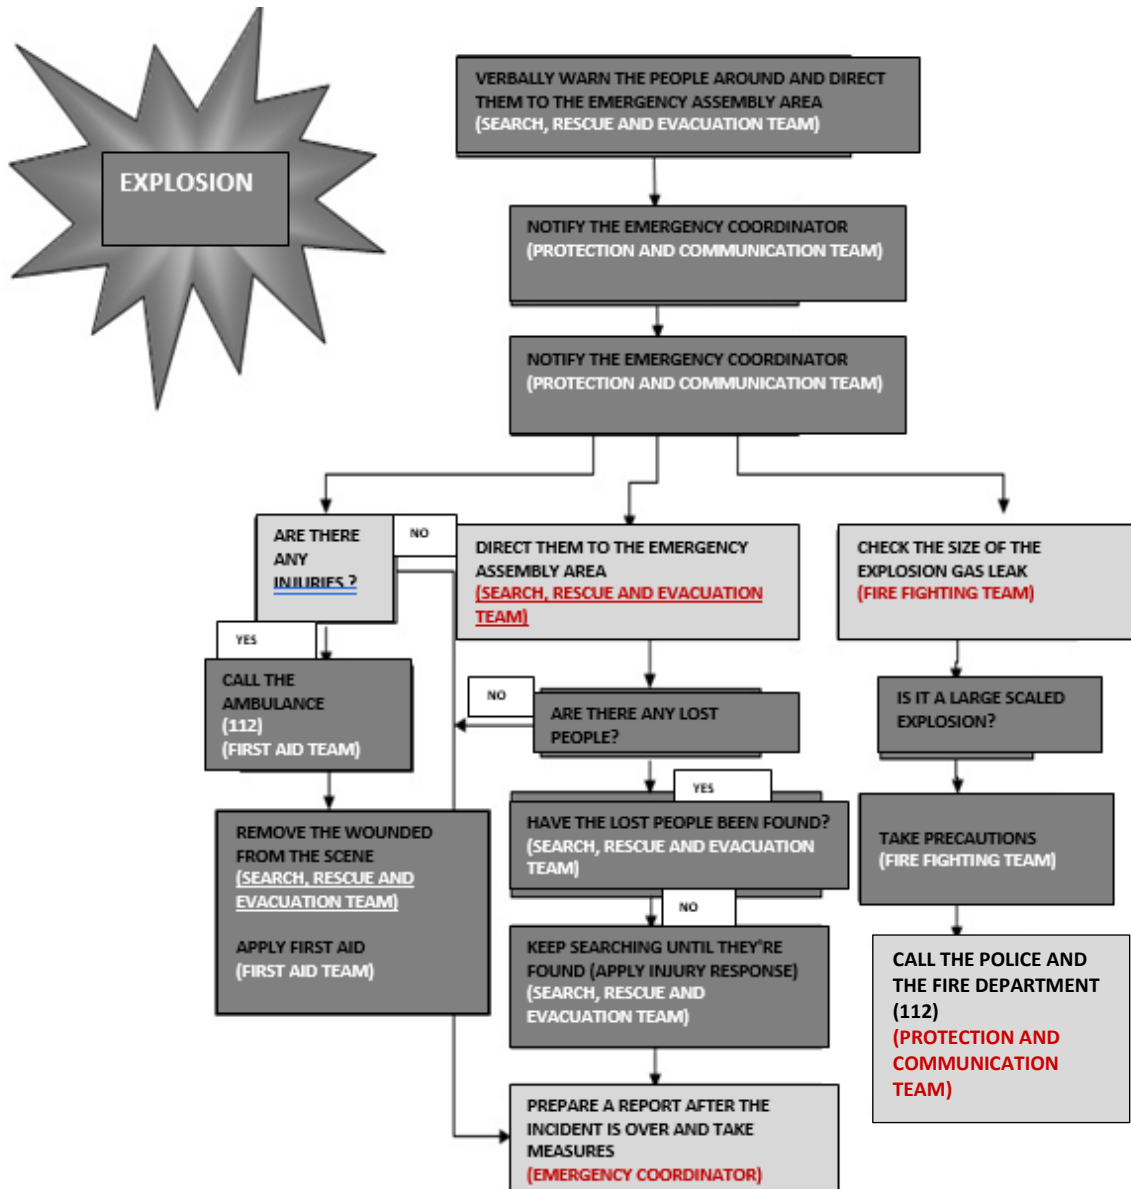 EXPLOSION
VERBALLY WARN THE PEOPLE AROUND AND DIRECT
THEM TO THE EMERGENCY ASSEMBLY AREA
(SEARCH, RESCUE AND EVACUATION TEAM)
NOTIFY THE EMERGENCY COORDINATOR
(PROTECTION AND COMMUNICATION TEAM)
NOTIFY THE EMERGENCY COORDINATOR
(PROTECTION AND COMMUNICATION TEAM)
ARE THERE
ANY
INJURIES ?
NO
YES
CALL THE
AMBULANCE
(112)
(FIRST AID TEAM)
REMOVE THE WOUNDED
FROM THE SCENE
(SEARCH, RESCUE AND
EVACUATION TEAM)
APPLY FIRST AID
(FIRST AID TEAM)
DIRECT THEM TO THE EMERGENCY
ASSEMBLY AREA
(SEARCH, RESCUE AND EVACUATION
TEAM)
NO
ARE THERE ANY LOST
PEOPLE?
YES
HAVE THE LOST PEOPLE BEEN FOUND?
(SEARCH, RESCUE AND EVACUATION
TEAM)
NO
KEEP SEARCHING UNTIL THEY'RE
FOUND (APPLY INJURY RESPONSE)
(SEARCH, RESCUE AND
EVACUATION TEAM)
PREPARE A REPORT AFTER THE
INCIDENT IS OVER AND TAKE
MEASURES
(EMERGENCY COORDINATOR)
CHECK THE SIZE OF THE
EXPLOSION GAS LEAK
(FIRE FIGHTING TEAM)
IS IT A LARGE SCALED
EXPLOSION?
TAKE PRECAUTIONS
(FIRE FIGHTING TEAM)
CALL THE POLICE AND
THE FIRE DEPARTMENT
(112)
(PROTECTION AND
COMMUNICATION
TEAM)